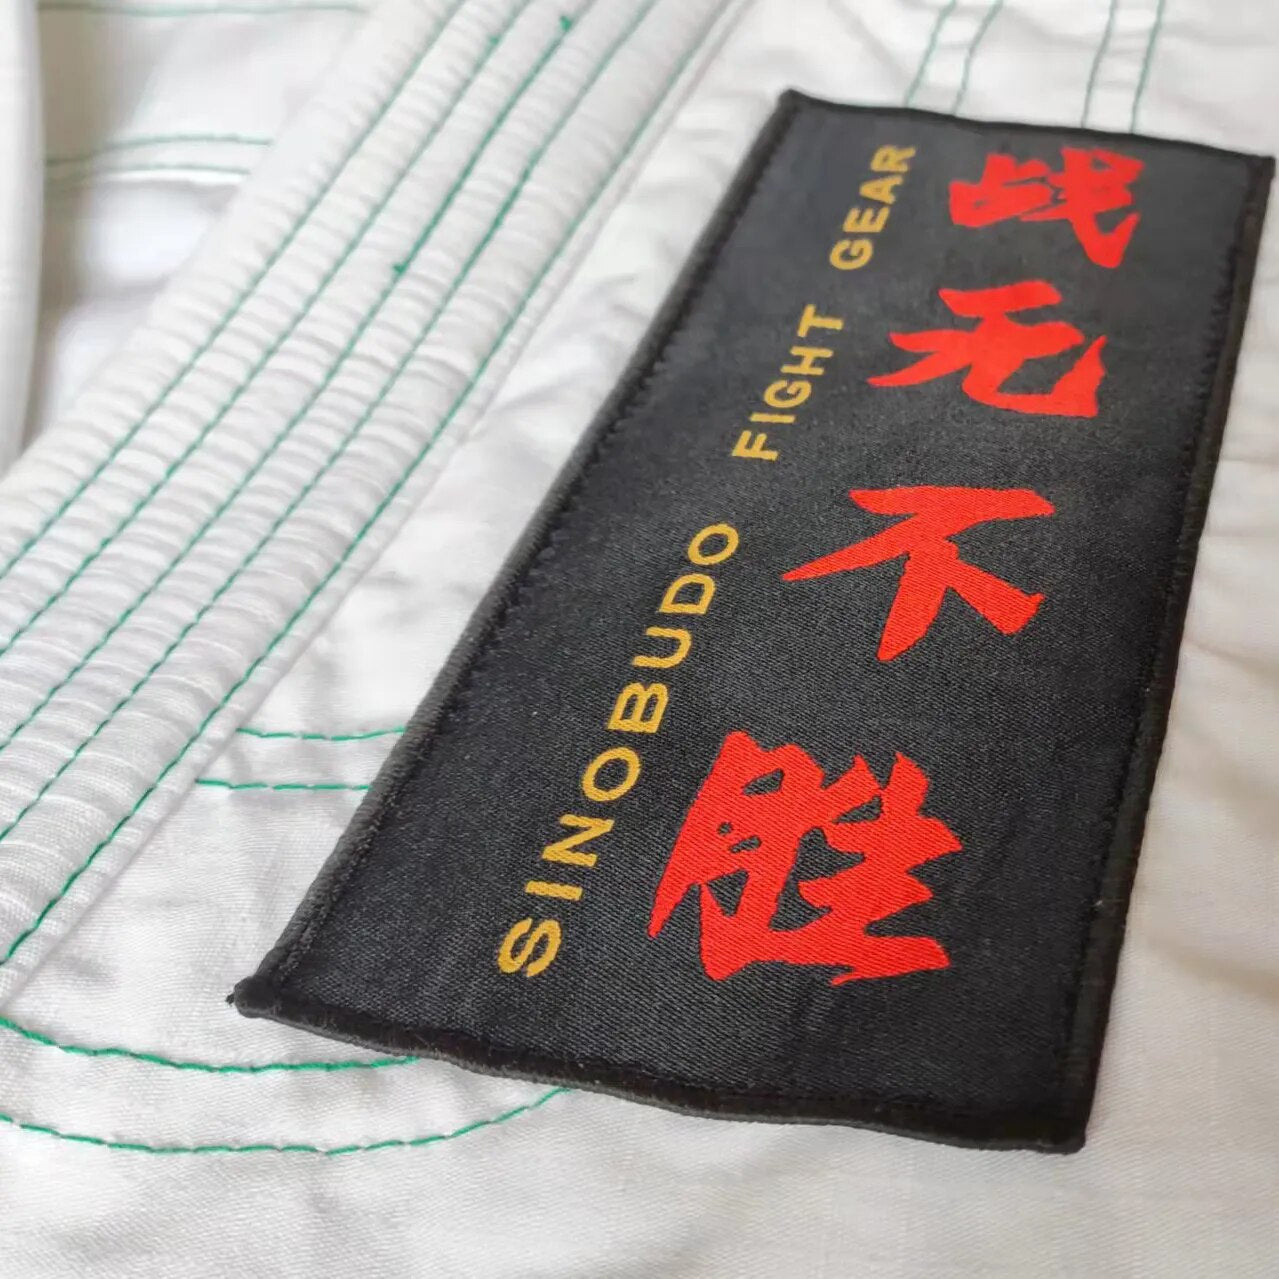 战无不胜
SINOBUDO FIGHT GEAR